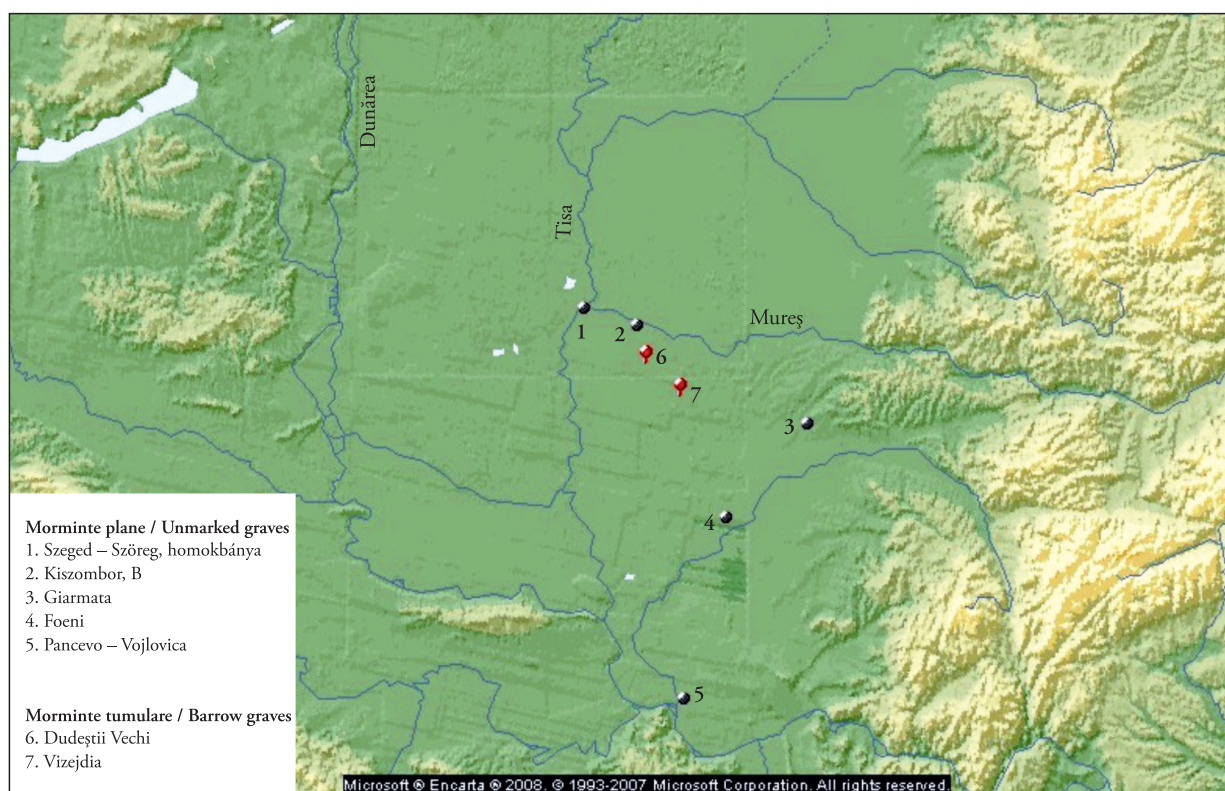 Dunărea
Tisa
Mureş
1
2
6
7
3
4
5
Morminte plane / Unmarked graves
1. Szeged – Szöreg, homokbánya
2. Kiszombor, B
3. Giarmata
4. Foeni
5. Pancevo – Vojlovica
Morminte tumulare / Barrow graves
6. Dudeştii Vechi
7. Vizejdia
Microsoft ® Encarta ® 2008. © 1993-2007 Microsoft Corporation. All rights reserved.